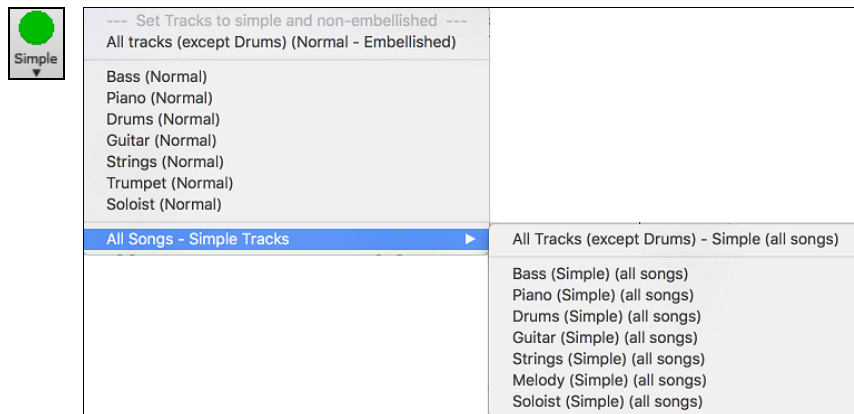 Simple
--- Set Tracks to simple and non-embellished ---
All tracks (except Drums) (Normal - Embellished)
Bass (Normal)
Piano (Normal)
Drums (Normal)
Guitar (Normal)
Strings (Normal)
Trumpet (Normal)
Soloist (Normal)
All Songs - Simple Tracks
All Tracks (except Drums) - Simple (all songs)
Bass (Simple) (all songs)
Piano (Simple) (all songs)
Drums (Simple) (all songs)
Guitar (Simple) (all songs)
Strings (Simple) (all songs)
Melody (Simple) (all songs)
Soloist (Simple) (all songs)